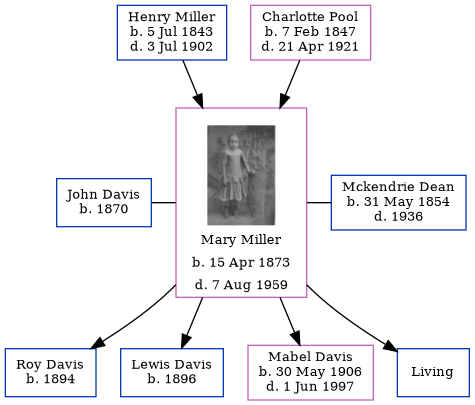 Henry Miller
b. 5 Jul 1843
d. 3 Jul 1902
Charlotte Pool
b. 7 Feb 1847
d. 21 Apr 1921
John Davis
b. 1870
Mary Miller
b. 15 Apr 1873
d. 7 Aug 1959
Mckendrie Dean
b. 31 May 1854
d. 1936
Roy Davis
b. 1894
Lewis Davis
b. 1896
Mabel Davis
b. 30 May 1906
d. 1 Jun 1997
Living